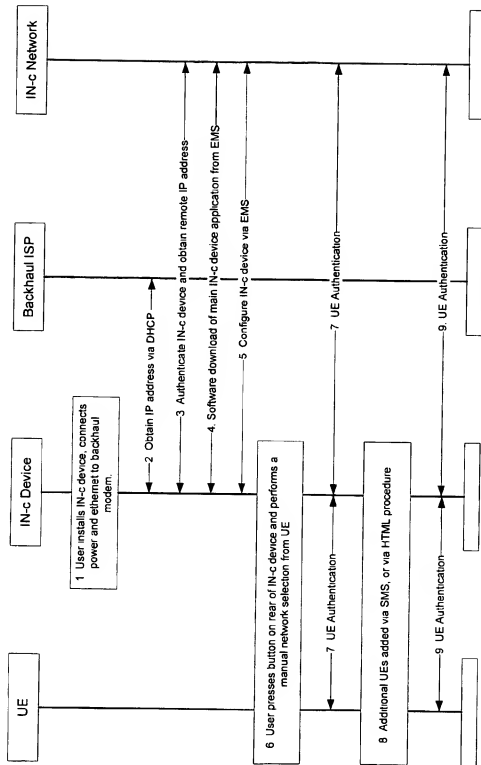 UE
IN-c Device
Backhaul ISP
IN-c Network
1 User installs IN-c device, connects
power and ethernet to backhaul
modem.
2 Obtain IP address via DHCP
3 Authenticate IN-c device and obtain remote IP address
4. Software download of main IN-c device application from EMS
5 Configure IN-c device via EMS
6 User presses button on rear of IN-c device and performs a
manual network selection from UE
7 UE Authentication
7 UE Authentication
8 Additional UEs added via SMS, or via HTML procedure
9 UE Authentication
9. UE Authentication